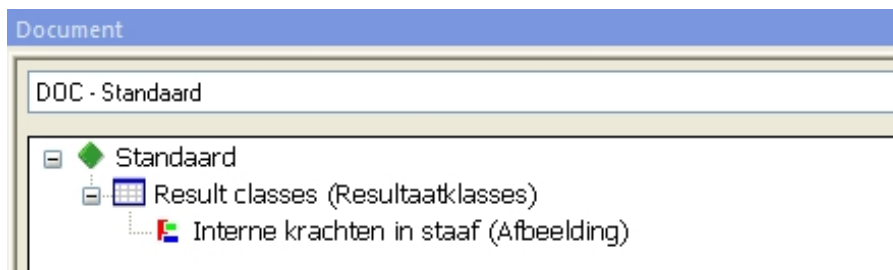 Document
DOC - Standaard
Standaard
Result classes (Resultaatklasses)
Interne krachten in staaf (Afbeelding)